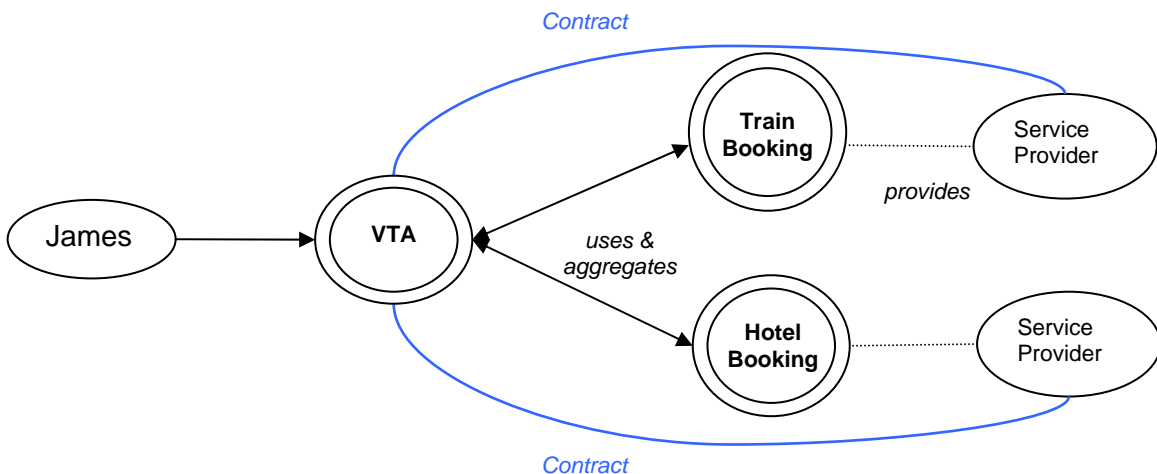 Contract
Train
Booking
Service
Provider
provides
James
VTA
uses &
aggregates
Hotel
Booking
Service
Provider
Contract